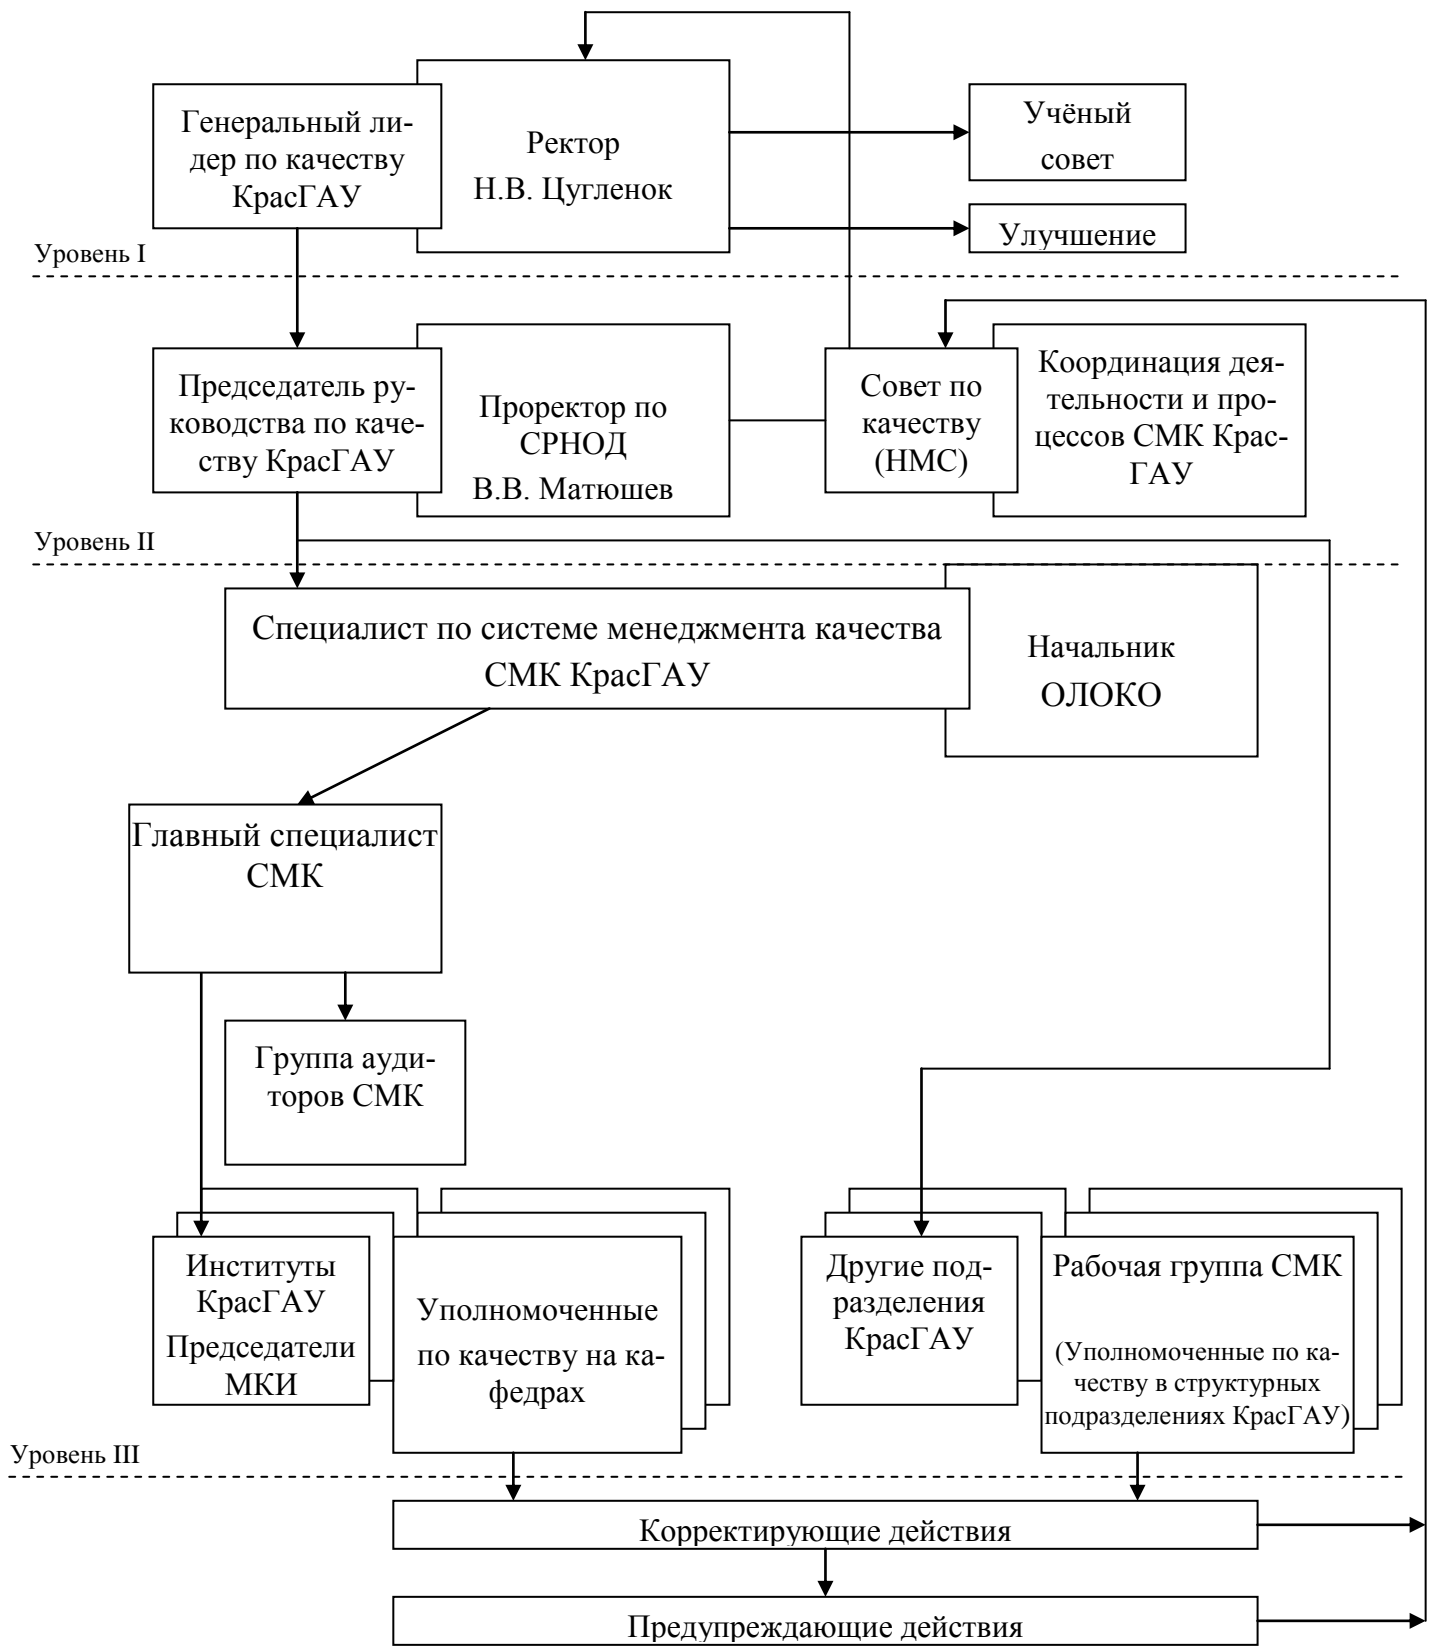 Генеральный ли-
дер по качеству
КрасГАУ
Ректор
Н.В. Цугленок
Учёный
совет
Улучшение
Уровень I
Председатель ру-
ководства по каче-
ству КрасГАУ
Проректор по
СРНОД
В.В. Матюшев
Совет по
качеству
(НМС)
Координация дея-
тельности и про-
цессов СМК Крас-
ГАУ
Уровень II
Специалист по системе менеджмента качества
СМК КрасГАУ
Начальник
ОЛОКО
Главный специалист
СМК
Группа ауди-
торов СМК
Институты
КрасГАУ
Председатели
МКИ
Уполномоченные
по качеству на ка-
федрах
Другие под-
разделения
КрасГАУ
Рабочая группа СМК
(Уполномоченные по ка-
честву в структурных
подразделениях КрасГАУ)
Уровень III
Корректирующие действия
Предупреждающие действия